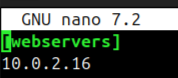 GNU nano 7.2
[webservers]
10.0.2.16